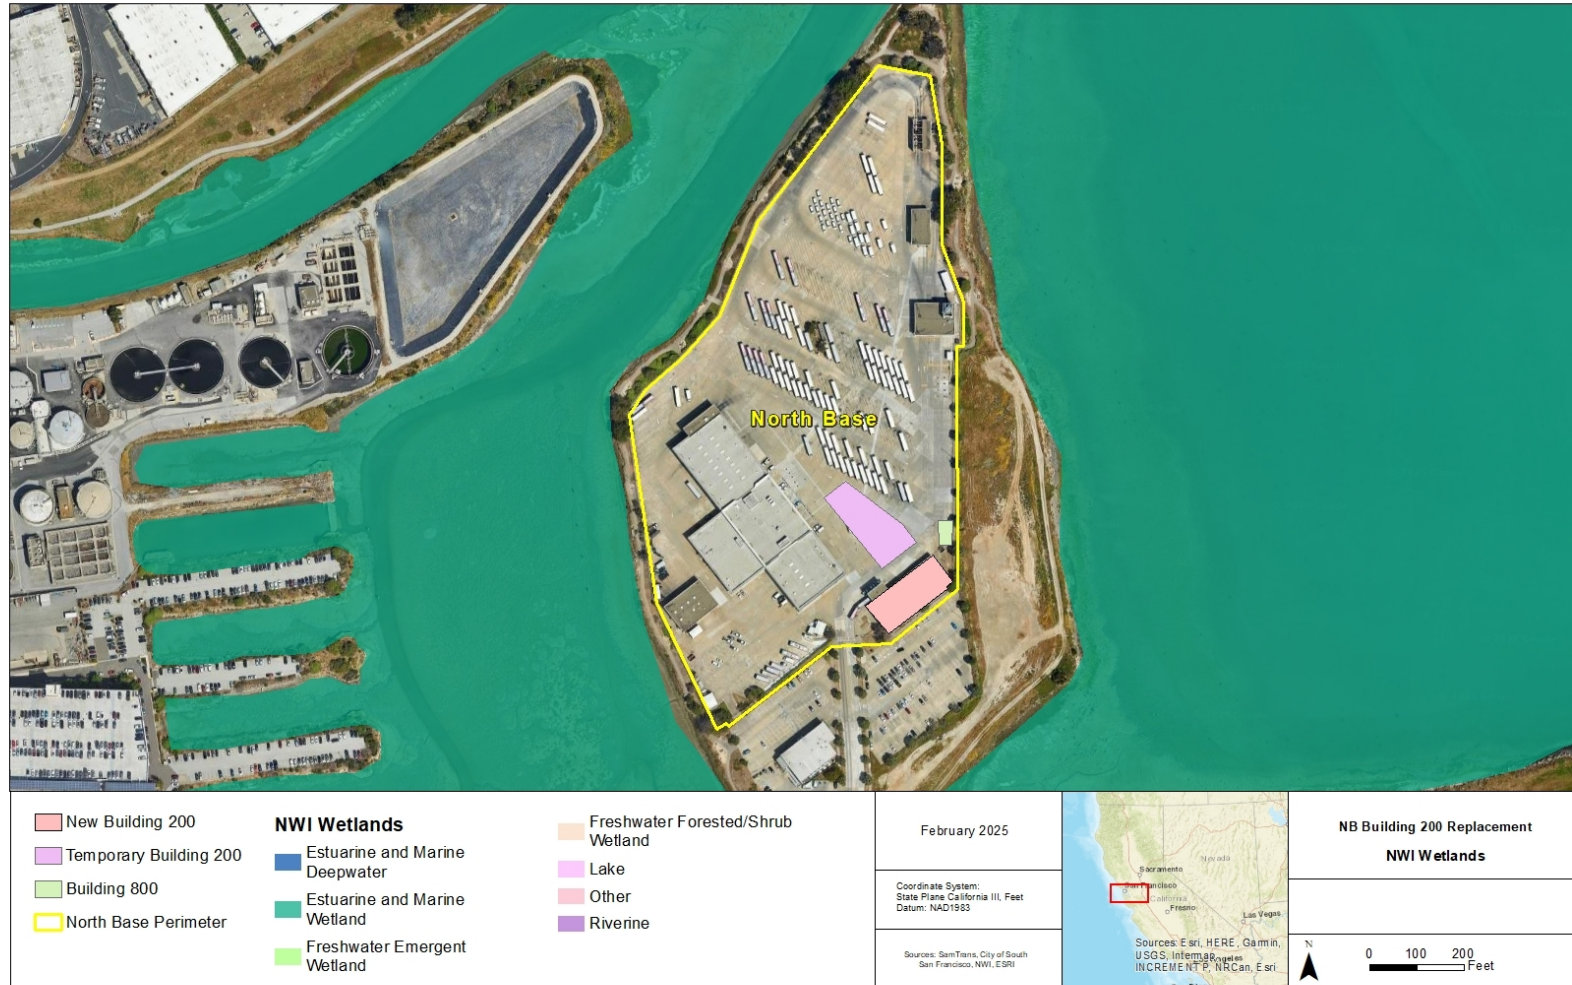 North Base
New Building 200
Temporary Building 200
Building 800
North Base Perimeter
NWI Wetlands
Estuarine and Marine
Deepwater
Estuarine and Marine
Wetland
Freshwater Emergent
Wetland
Freshwater Forested/Shrub
Wetland
Lake
Other
Riverine
February 2025
Coordinate System:
State Plane California III, Feet
Datum: NAD1983
Sources: SamTrans, City of South
San Francisco, NWI, ESRI
Sacramento
Nevada
San Francisco
California
Fresno
Las Vegas
Los Angeles
Sources: Esri, HERE, Garmin,
USGS, Intermap,
INCREMENT P, NRCan, Esri
NB Building 200 Replacement
NWI Wetlands
N
0 100 200
Feet